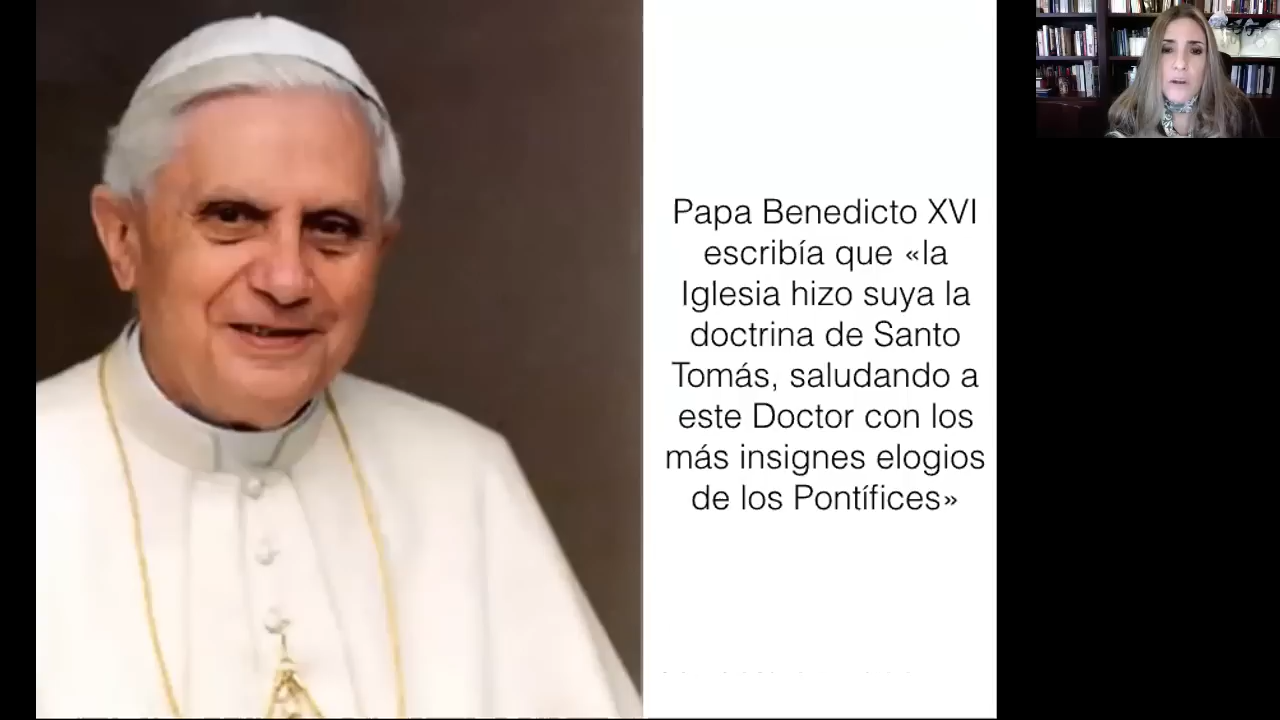 Papa Benedicto XVI
escribía que «la
Iglesia hizo suya la
doctrina de Santo
Tomás, saludando a
este Doctor con los
más insignes elogios
de los Pontífices»